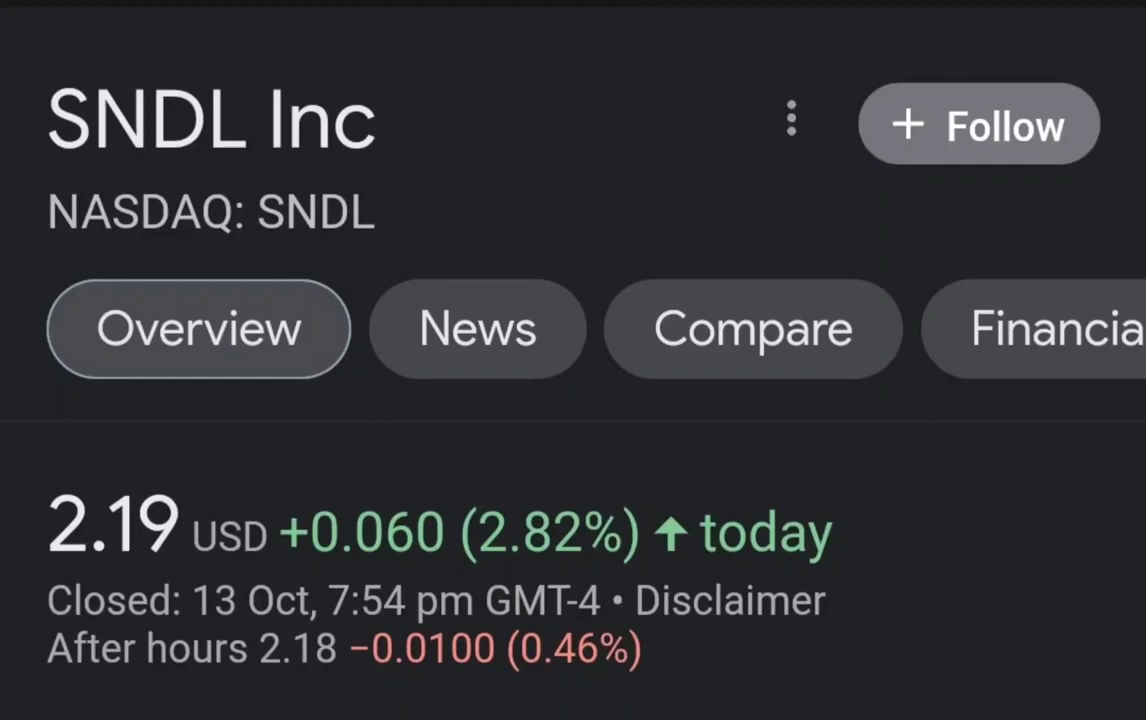 SNDL Inc
+ Follow
NASDAQ: SNDL
Overview News Compare Financia
2.19 USD +0.060 (2.82%) ↑ today
Closed: 13 Oct, 7:54 pm GMT-4 • Disclaimer
After hours 2.18 −0.0100 (0.46%)